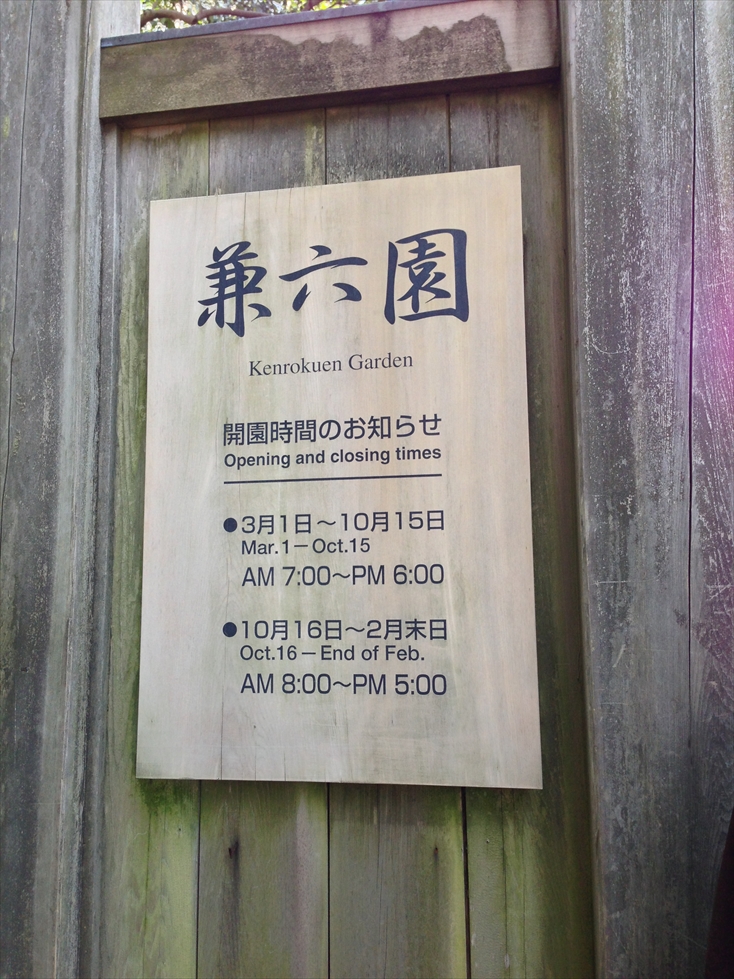 兼六園
Kenrokuen Garden
開園時間のお知らせ
Opening and closing times
●3月1日～10月15日
Mar.1－Oct.15
AM 7:00～PM 6:00
●10月16日～2月末日
Oct.16－End of Feb.
AM 8:00～PM 5:00